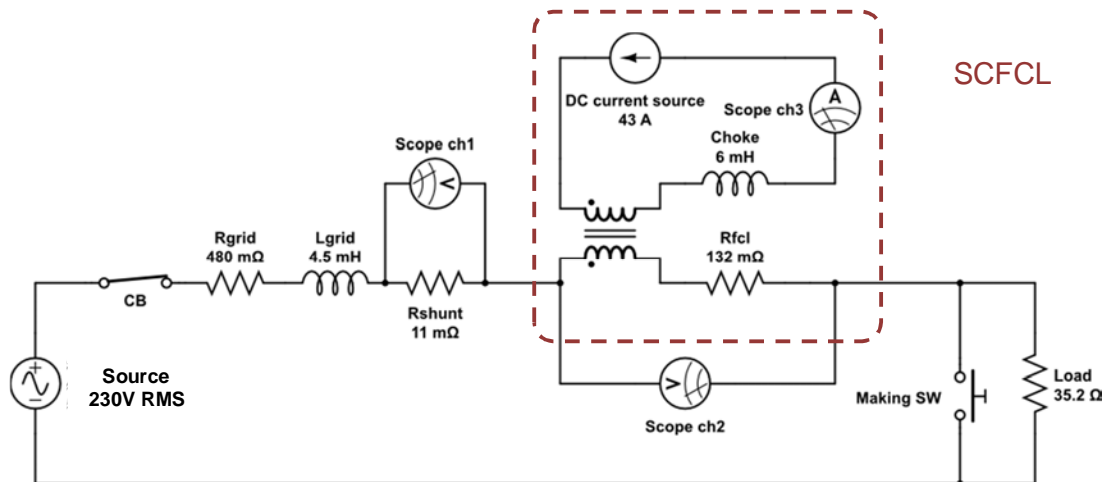 SCFCL
DC current source
43 A
Scope ch3
A
Choke
6 mH
Scope ch1
V
Rgrid
480 mΩ
Lgrid
4.5 mH
Rfcl
132 mΩ
CB
Rshunt
11 mΩ
Source
230V RMS
V
Scope ch2
Making SW
Load
35.2 Ω